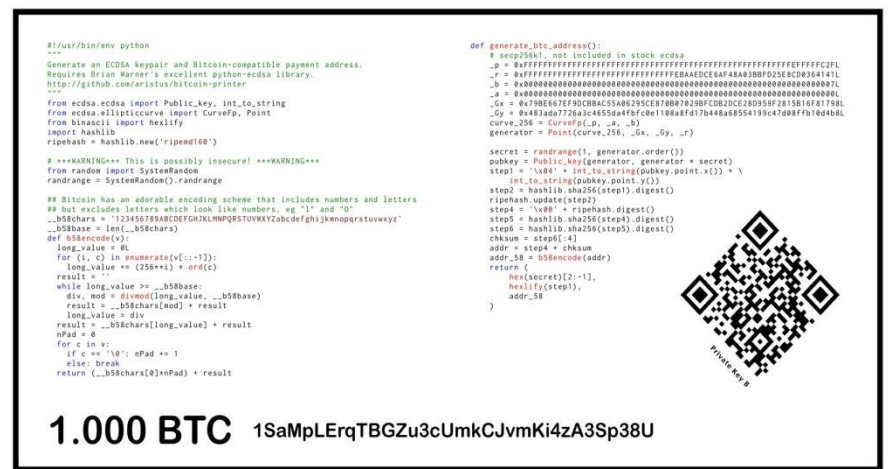 #!/usr/bin/env python
"""
Generate an ECDSA keypair and Bitcoin-compatible payment address.
Requires Brian Warner's excellent python-ecdsa library.
http://github.com/aristus/bitcoin-printer
"""
from ecdsa.ecdsa import Public_key, int_to_string
from ecdsa.ellipticcurve import CurveFp, Point
from binascii import hexlify
import hashlib
ripehash = hashlib.new('ripemd160')
# ***WARNING*** This is possibly insecure! ***WARNING***
from random import SystemRandom
randrange = SystemRandom().randrange
## Bitcoin has an adorable encoding scheme that includes numbers and letters
## but excludes letters which look like numbers, eg "l" and "O"
__b58chars = '123456789ABCDEFGHJKLMNPQRSTUVWXYZabcdefghijkmnopqrstuvwxyz'
__b58base = len(__b58chars)
def b58encode(v):
  long_value = 0L
  for (i, c) in enumerate(v[::-1]):
    long_value += (256**i) * ord(c)
  result = ''
  while long_value >= __b58base:
    div, mod = divmod(long_value, __b58base)
    result = __b58chars[mod] + result
    long_value = div
  result = __b58chars[long_value] + result
  nPad = 0
  for c in v:
    if c == '\0': nPad += 1
    else: break
  return (__b58chars[0]*nPad) + result
def generate_btc_address():
  # secp256k1, not included in stock ecdsa
  _p = 0xFFFFFFFFFFFFFFFFFFFFFFFFFFFFFFFFFFFFFFFFFFFFFFFFFFFFFFFEFFFFFC2FL
  _r = 0xFFFFFFFFFFFFFFFFFFFFFFFFFFFFFFFEBAAEDCE6AF48A03BBFD25E8CD0364141L
  _b = 0x0000000000000000000000000000000000000000000000000000000000000007L
  _a = 0x0000000000000000000000000000000000000000000000000000000000000000L
  _Gx = 0x79BE667EF9DCBBAC55A06295CE870B07029BFCDB2DCE28D959F2815B16F81798L
  _Gy = 0x483ada7726a3c4655da4fbfc0e1108a8fd17b448a68554199c47d08ffb10d4b8L
  curve_256 = CurveFp(_p, _a, _b)
  generator = Point(curve_256, _Gx, _Gy, _r)
  secret = randrange(1, generator.order())
  pubkey = Public_key(generator, generator * secret)
  step1 = '\x04' + int_to_string(pubkey.point.x()) + \
      int_to_string(pubkey.point.y())
  step2 = hashlib.sha256(step1).digest()
  ripehash.update(step2)
  step4 = '\x00' + ripehash.digest()
  step5 = hashlib.sha256(step4).digest()
  step6 = hashlib.sha256(step5).digest()
  chksum = step6[:4]
  addr = step4 + chksum
  addr_58 = b58encode(addr)
  return (
      hex(secret)[2:-1],
      hexlify(step1),
      addr_58
  )
Private Key B
1.000 BTC 1SaMpLErqTBGZu3cUmkCJvmKi4zA3Sp38U